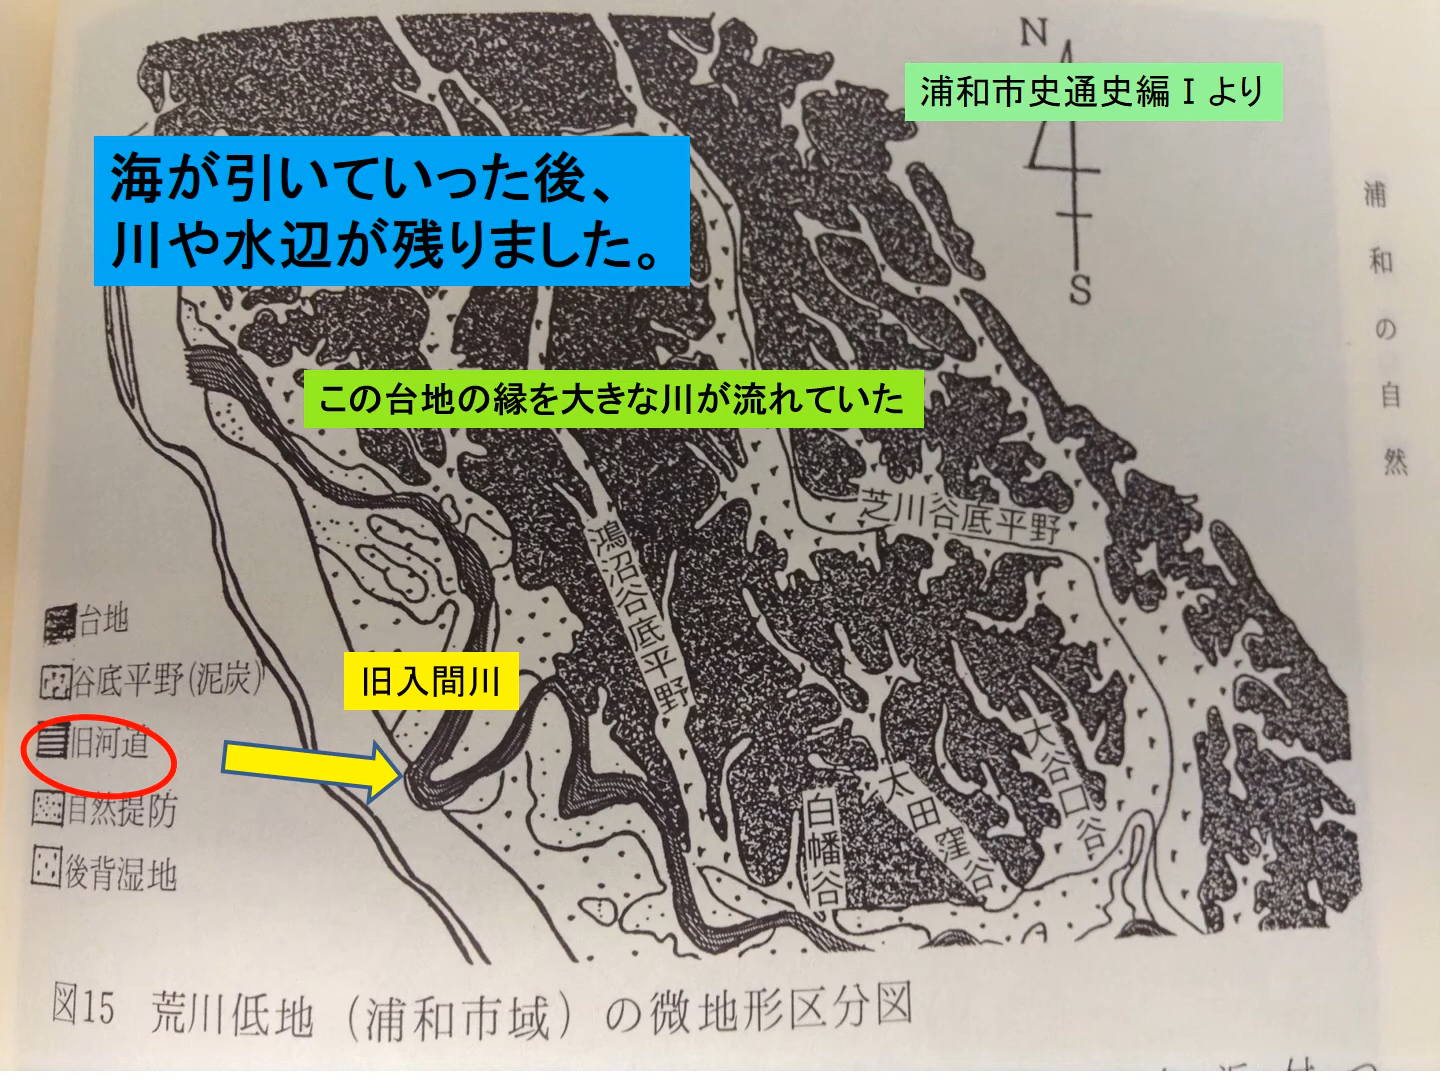 N
浦和市史通史編Ⅰより
海が引いていった後、
川や水辺が残りました。
S
浦和の自然
この台地の縁を大きな川が流れていた
芝川谷底平野
鴻沼谷底平野
台地
谷底平野(泥炭)
旧河道
自然提防
後背湿地
旧入間川
白幡谷
太田窪谷
大谷口谷
図15 荒川低地(浦和市域)の微地形区分図